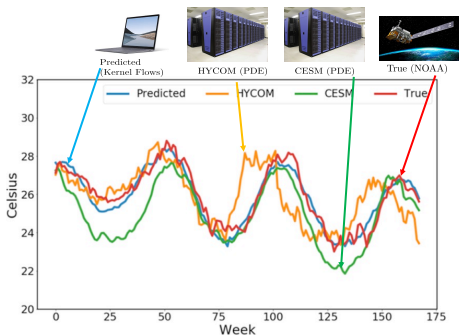 Predicted
(Kernel Flows)
HYCOM (PDE)
CESM (PDE)
True (NOAA)
Predicted
HYCOM
CESM
True
Celsius
32
30
28
26
24
22
20
0
25
50
75
100
125
150
175
Week